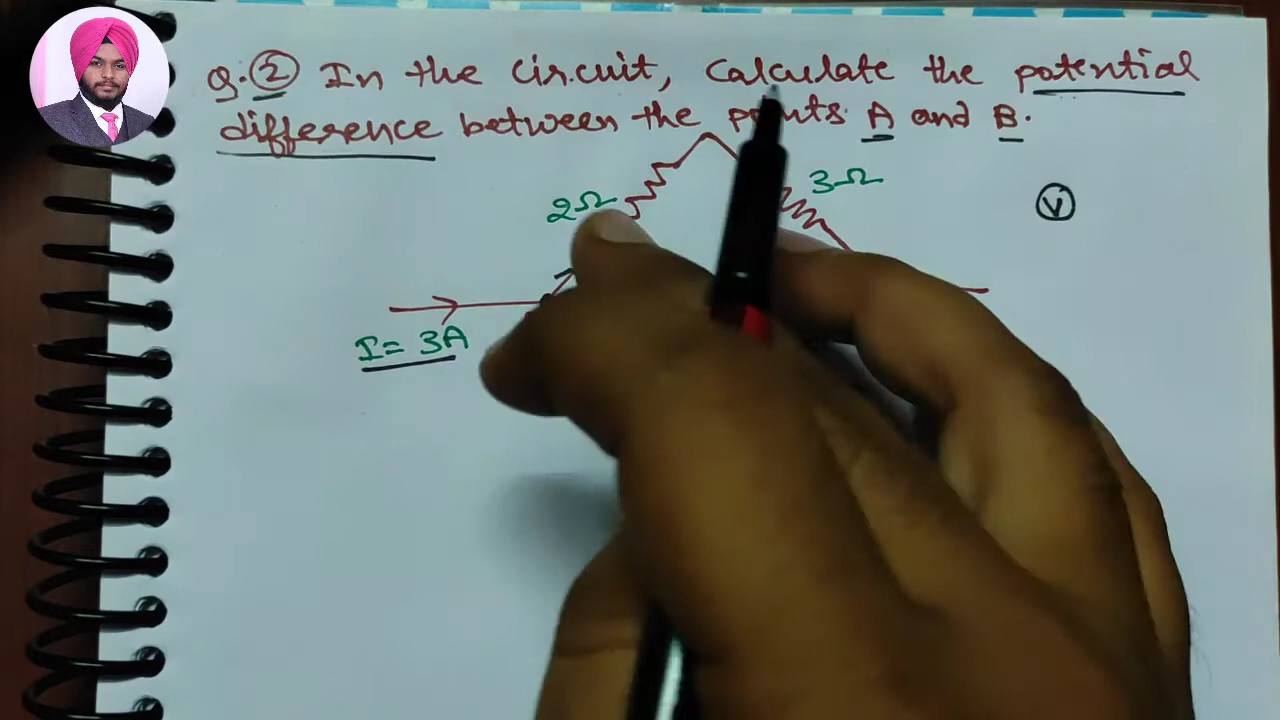 Q.② In the circuit, calculate the potential
difference between the points A and B.
2Ω
3Ω
V
I = 3A